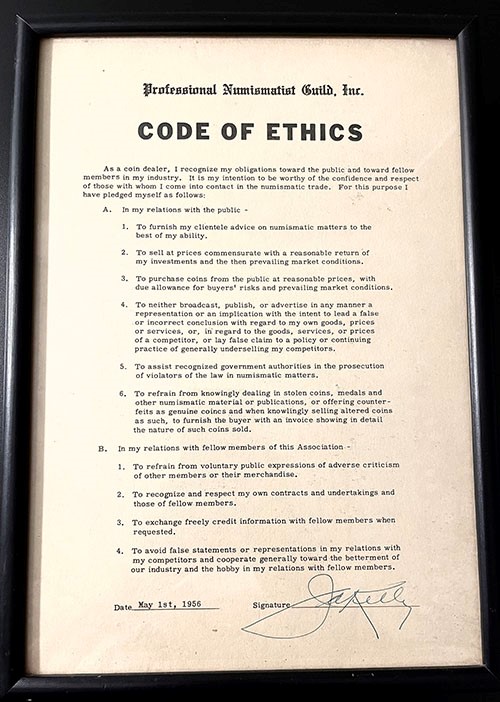 Professional Numismatist Guild, Inc.
CODE OF ETHICS
As a coin dealer, I recognize my obligations toward the public and toward fellow
members in my industry. It is my intention to be worthy of the confidence and respect
of those with whom I come into contact in the numismatic trade. For this purpose I
have pledged myself as follows:
A. In my relations with the public -
1. To furnish my clientele advice on numismatic matters to the
best of my ability.
2. To sell at prices commensurate with a reasonable return of
my investments and the then prevailing market conditions.
3. To purchase coins from the public at reasonable prices, with
due allowance for buyers' risks and prevailing market conditions.
4. To neither broadcast, publish, or advertise in any manner a
representation or an implication with the intent to lead a false
or incorrect conclusion with regard to my own goods, prices
or services, or, in regard to the goods, services, or prices
of a competitor, or lay false claim to a policy or continuing
practice of generally underselling my competitors.
5. To assist recognized government authorities in the prosecution
of violators of the law in numismatic matters.
6. To refrain from knowingly dealing in stolen coins, medals and
other numismatic material or publications, or offering counter-
feits as genuine coincs and when knowlingly selling altered coins
as such, to furnish the buyer with an invoice showing in detail
the nature of such coins sold.
B. In my relations with fellow members of this Association -
1. To refrain from voluntary public expressions of adverse criticism
of other members or their merchandise.
2. To recognize and respect my own contracts and undertakings and
those of fellow members.
3. To exchange freely credit information with fellow members when
requested.
4. To avoid false statements or representations in my relations with
my competitors and cooperate generally toward the betterment of
our industry and the hobby in my relations with fellow members.
Date May 1st, 1956 Signature JaKelly